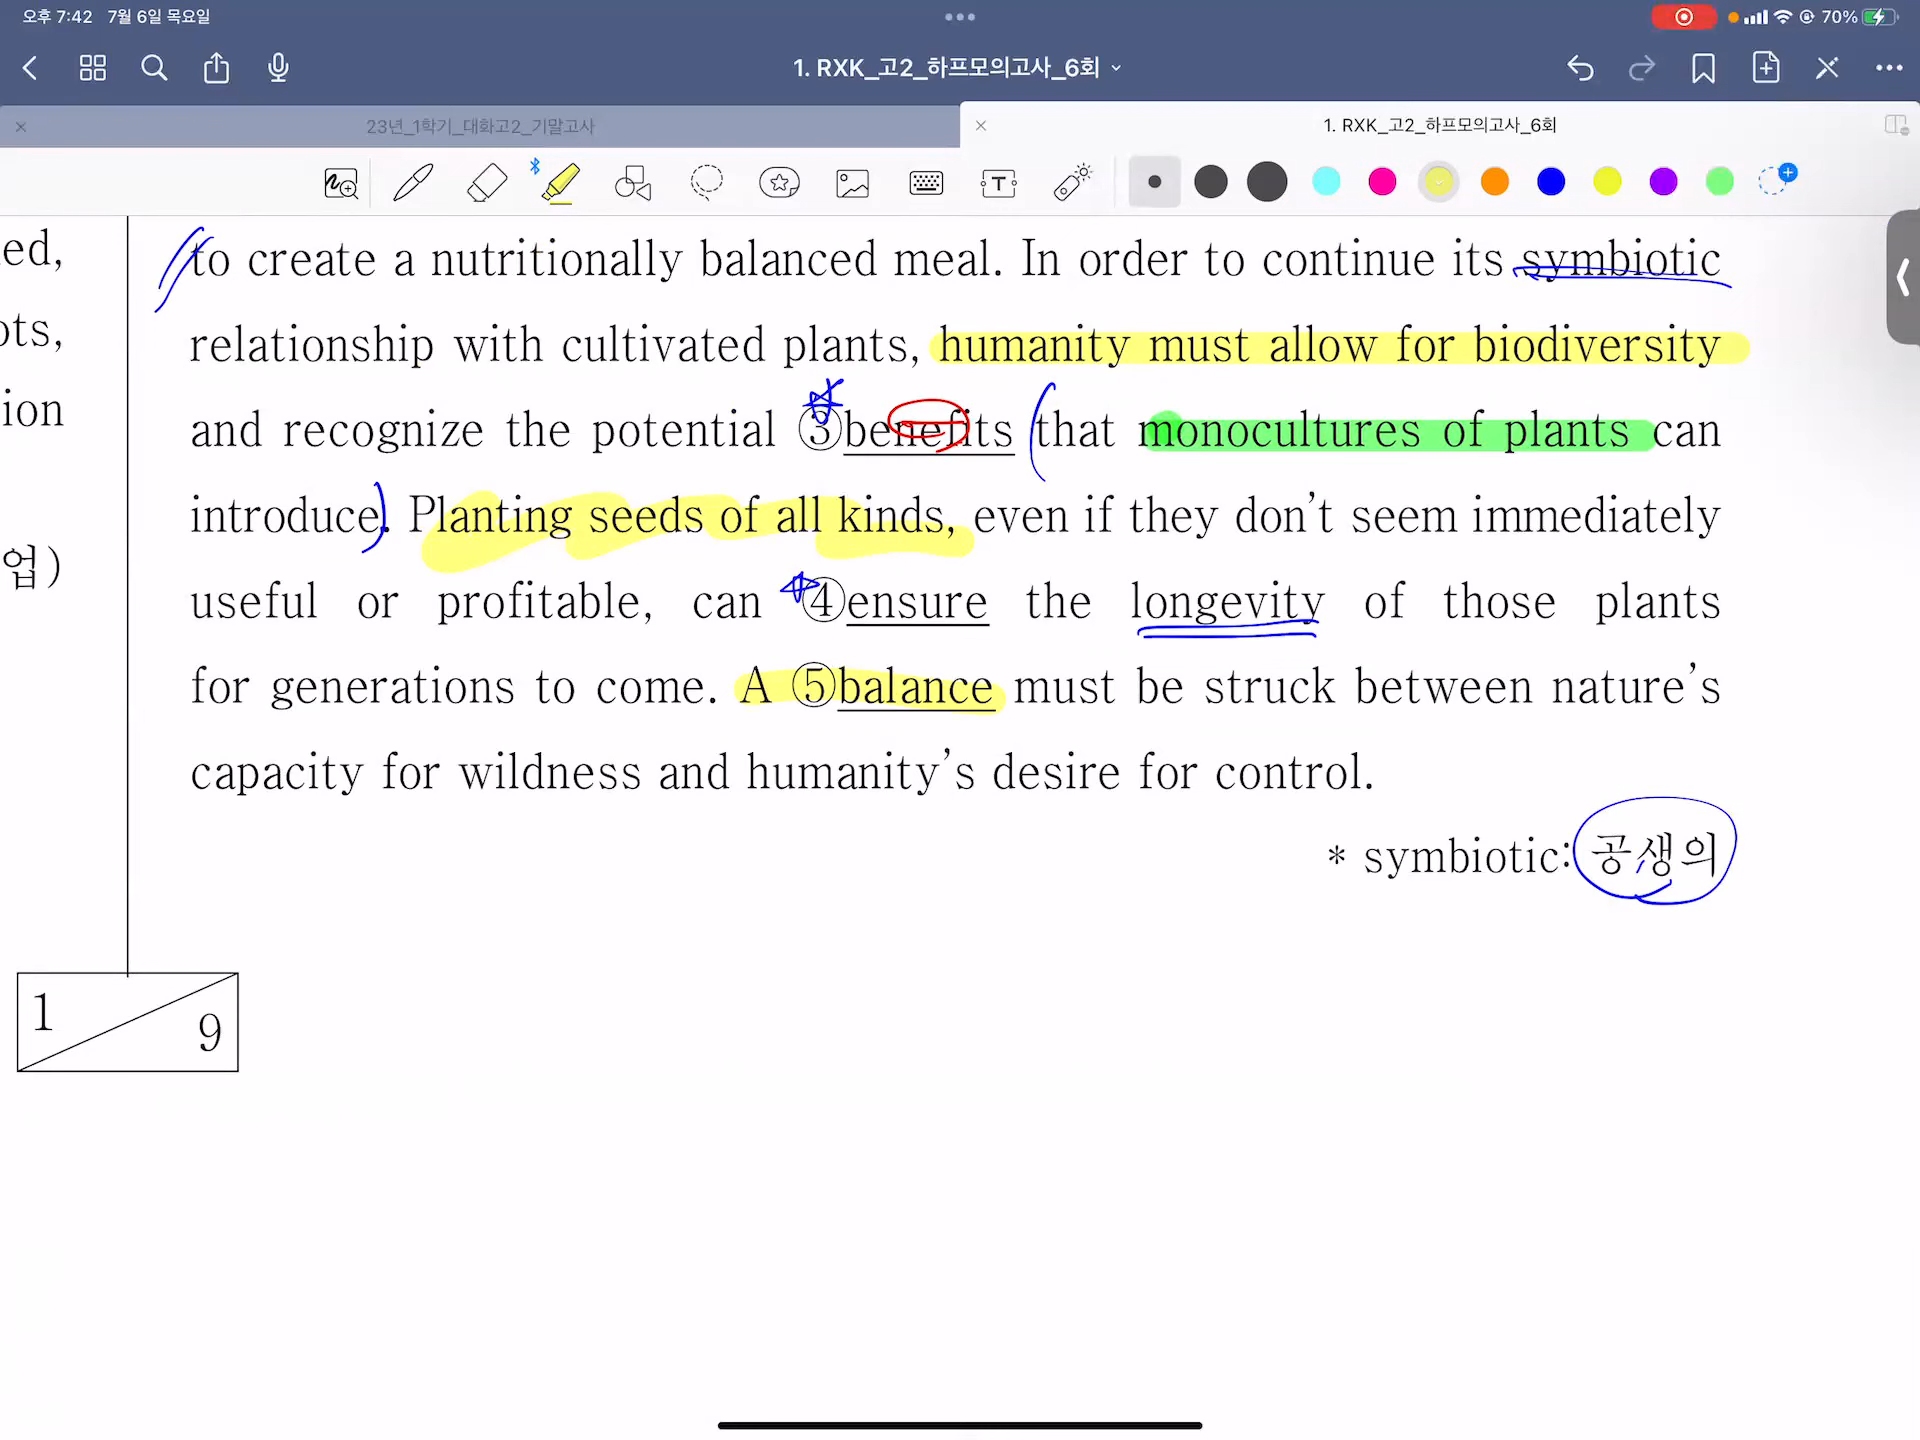 오후 7:42 7월 6일 목요일
70%
1. RXK_고2_하프모의고사_6회
23년_1학기_대화고2_기말고사
1. RXK_고2_하프모의고사_6회
ed,
ots,
ion
업)
to create a nutritionally balanced meal. In order to continue its symbiotic
relationship with cultivated plants, humanity must allow for biodiversity
and recognize the potential ③benefits that monocultures of plants can
introduce. Planting seeds of all kinds, even if they don't seem immediately
useful or profitable, can ④ensure the longevity of those plants
for generations to come. A ⑤balance must be struck between nature's
capacity for wildness and humanity's desire for control.
* symbiotic: 공생의
1
9